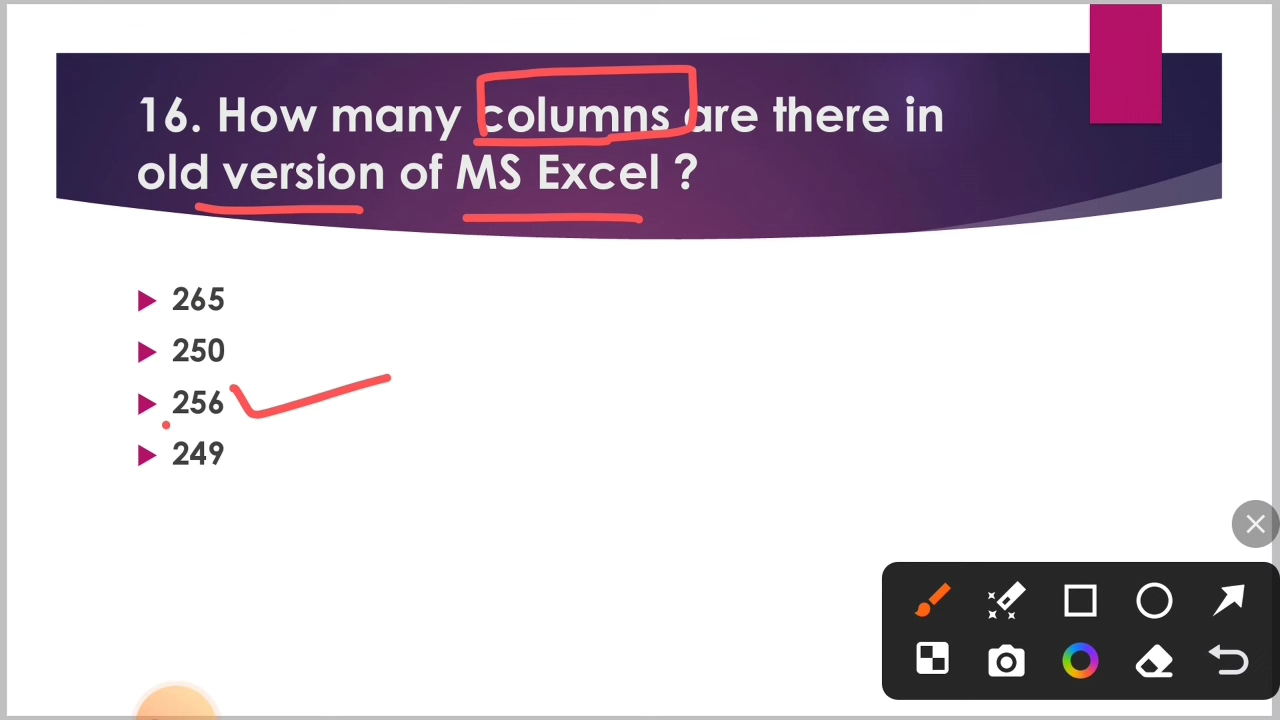 16. How many columns are there in
old version of MS Excel ?
265
250
256
249